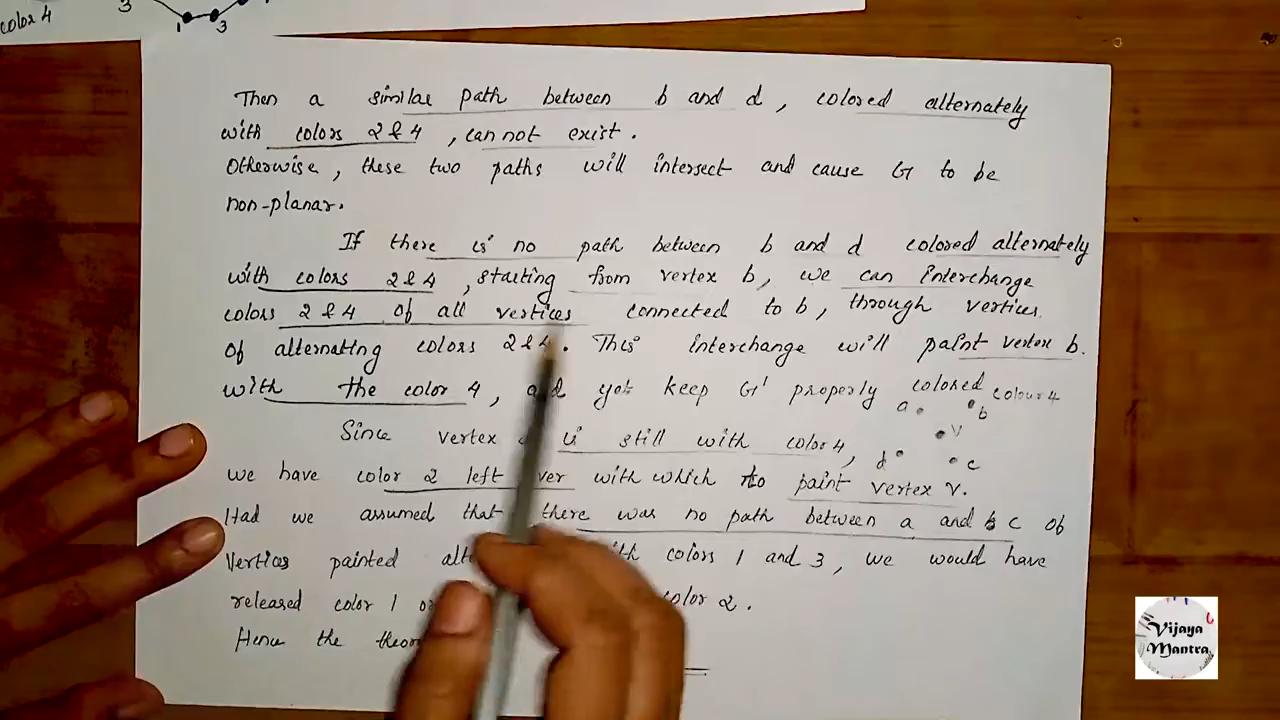 color 4
3
1
3
Then a similar path between b and d, colored alternately
with colors 2 & 4, can not exist.
Otherwise, these two paths will intersect and cause G to be
non-planar.
If there is no path between b and d colored alternately
with colors 2 & 4, starting from vertex b, we can interchange
colors 2 & 4 of all vertices connected to b, through vertices
of alternating colors 2 & 4. This interchange will paint vertex b.
with the color 4, and yet keep G' properly colored
colour 4
a
b
v
Since vertex is still with color 4,
d
c
we have color 2 left over with which to paint vertex v.
Had we assumed that there was no path between a and c of
vertices painted with colors 1 and 3, we would have
released color 1 color 2.
Hence the
Vijaya
Mantra